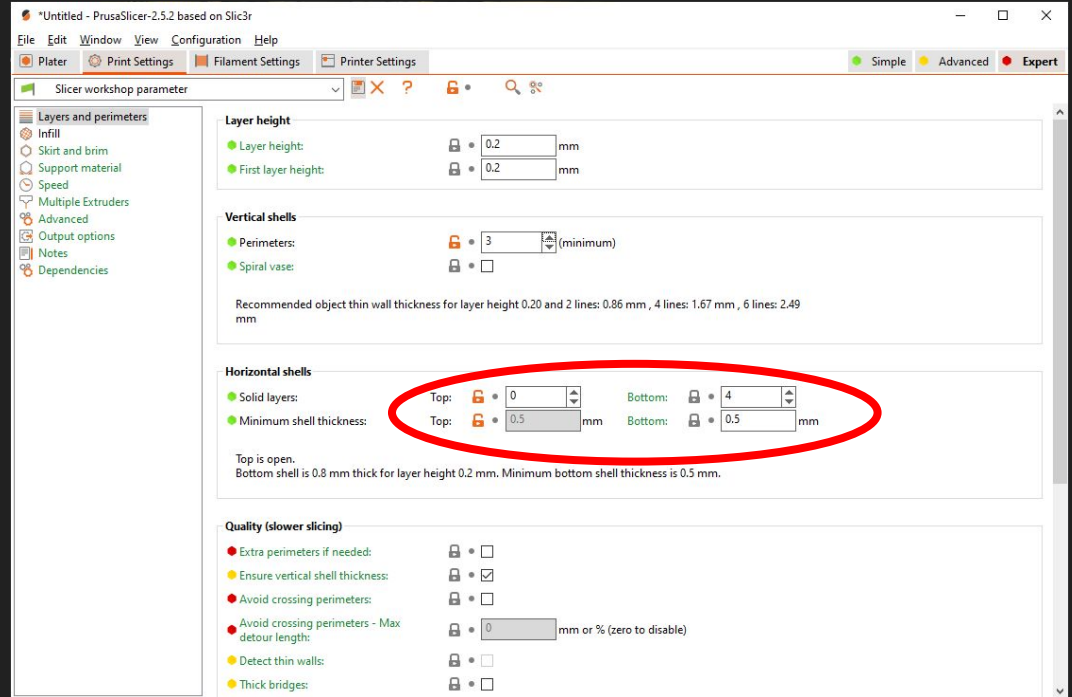 *Untitled - PrusaSlicer-2.5.2 based on Slic3r
File Edit Window View Configuration Help
Plater Print Settings Filament Settings Printer Settings Simple Advanced Expert
Slicer workshop parameter
Layers and perimeters
Infill
Skirt and brim
Support material
Speed
Multiple Extruders
Advanced
Output options
Notes
Dependencies
Layer height
Layer height: 0.2 mm
First layer height: 0.2 mm
Vertical shells
Perimeters: 3 (minimum)
Spiral vase:
Recommended object thin wall thickness for layer height 0.20 and 2 lines: 0.86 mm , 4 lines: 1.67 mm , 6 lines: 2.49
mm
Horizontal shells
Solid layers: Top: 0 Bottom: 4
Minimum shell thickness: Top: 0.5 mm Bottom: 0.5 mm
Top is open.
Bottom shell is 0.8 mm thick for layer height 0.2 mm. Minimum bottom shell thickness is 0.5 mm.
Quality (slower slicing)
Extra perimeters if needed:
Ensure vertical shell thickness:
Avoid crossing perimeters:
Avoid crossing perimeters - Max
detour length: 0 mm or % (zero to disable)
Detect thin walls:
Thick bridges: